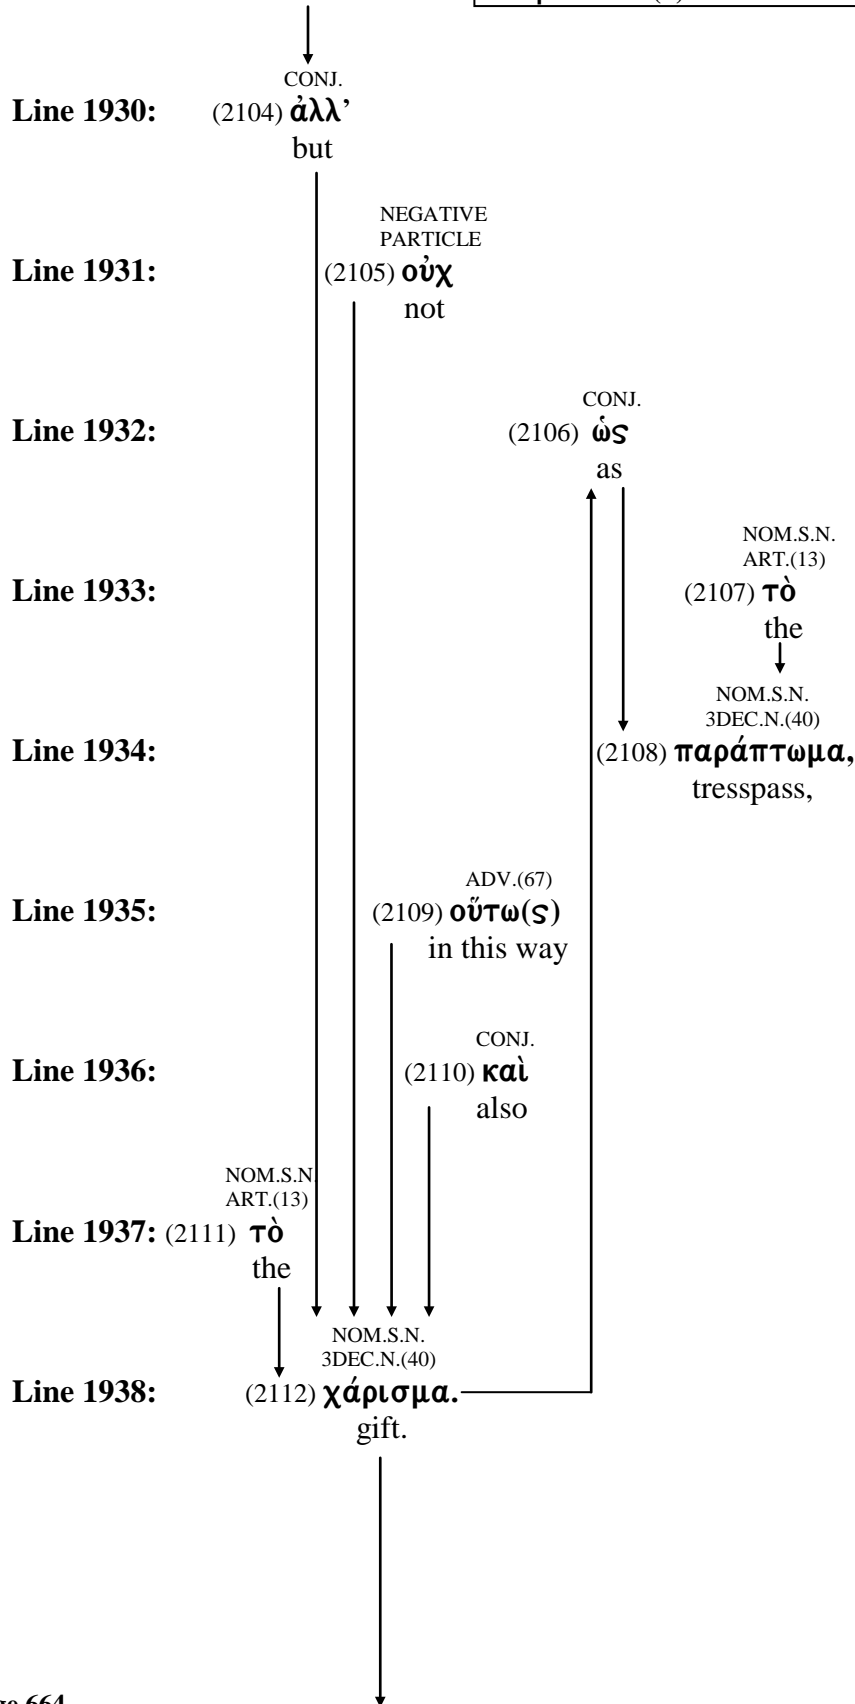 CONJ.
Line 1930: (2104) ἀλλ’
but
NEGATIVE
PARTICLE
Line 1931: (2105) οὐχ
not
CONJ.
Line 1932: (2106) ὡς
as
NOM.S.N.
ART.(13)
Line 1933: (2107) τὸ
the
NOM.S.N.
3DEC.N.(40)
Line 1934: (2108) παράπτωμα,
tresspass,
ADV.(67)
Line 1935: (2109) οὕτω(ς)
in this way
CONJ.
Line 1936: (2110) καὶ
also
NOM.S.N.
ART.(13)
Line 1937: (2111) τὸ
the
NOM.S.N.
3DEC.N.(40)
Line 1938: (2112) χάρισμα.
gift.
664